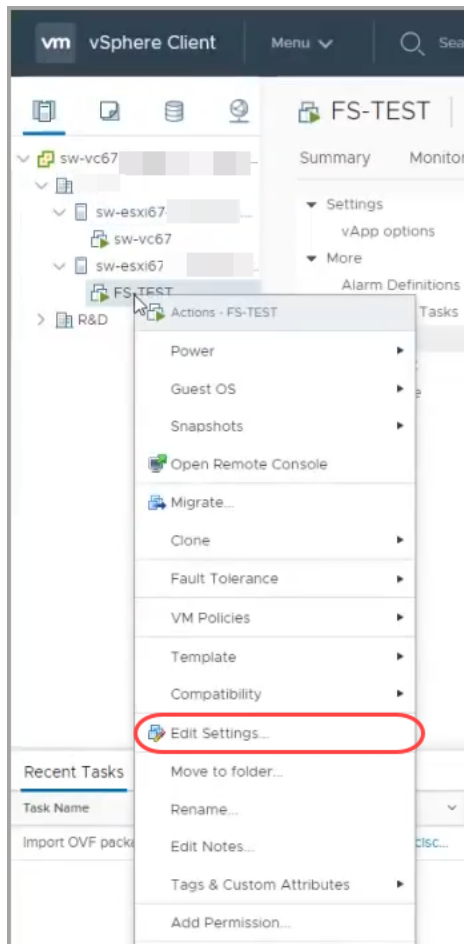 vm vSphere Client Menu Sea
FS-TEST
sw-vc67
Summary Monitor
Settings
sw-esxi67
vApp options
sw-vc67
More
sw-esxi67
Alarm Definitions
FS-TEST
Tasks
R&D
Actions - FS-TEST
Power
Guest OS
Snapshots
Open Remote Console
Migrate...
Clone
Fault Tolerance
VM Policies
Template
Compatibility
Edit Settings...
Recent Tasks
Move to folder...
Task Name
Rename...
Import OVF packa
Edit Notes...
cisc...
Tags & Custom Attributes
Add Permission...